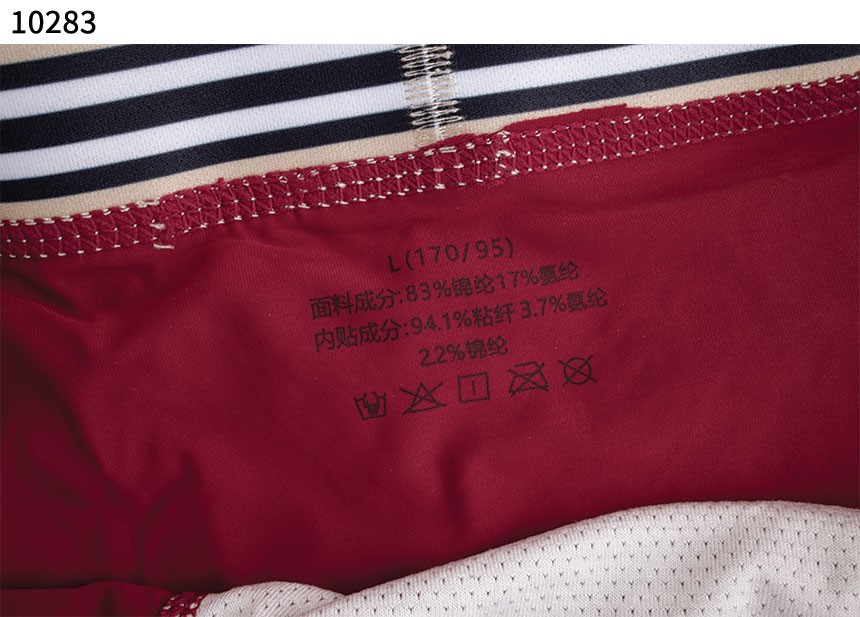 10283
L(170/95)
面料成分:83%锦纶17%氨纶
内贴成分:94.1%粘纤 3.7%氨纶
2.2%锦纶